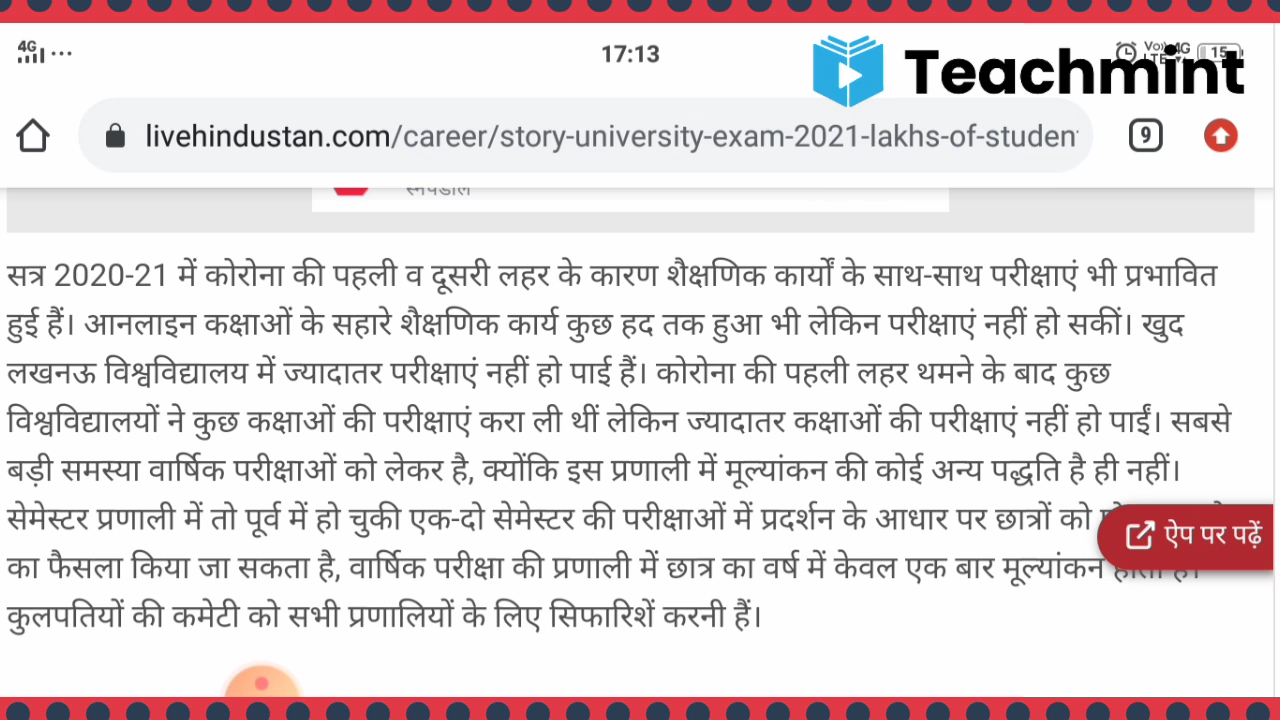 4G ... 17:13 4G 15
Teachmint
livehindustan.com/career/story-university-exam-2021-lakhs-of-studen
9
स्नैपडील
सत्र 2020-21 में कोरोना की पहली व दूसरी लहर के कारण शैक्षणिक कार्यों के साथ-साथ परीक्षाएं भी प्रभावित
हुई हैं। आनलाइन कक्षाओं के सहारे शैक्षणिक कार्य कुछ हद तक हुआ भी लेकिन परीक्षाएं नहीं हो सकीं। खुद
लखनऊ विश्वविद्यालय में ज्यादातर परीक्षाएं नहीं हो पाई हैं। कोरोना की पहली लहर थमने के बाद कुछ
विश्वविद्यालयों ने कुछ कक्षाओं की परीक्षाएं करा ली थीं लेकिन ज्यादातर कक्षाओं की परीक्षाएं नहीं हो पाईं। सबसे
बड़ी समस्या वार्षिक परीक्षाओं को लेकर है, क्योंकि इस प्रणाली में मूल्यांकन की कोई अन्य पद्धति है ही नहीं।
सेमेस्टर प्रणाली में तो पूर्व में हो चुकी एक-दो सेमेस्टर की परीक्षाओं में प्रदर्शन के आधार पर छात्रों को
ऐप पर पढ़ें
का फैसला किया जा सकता है, वार्षिक परीक्षा की प्रणाली में छात्र का वर्ष में केवल एक बार मूल्यांकन होता है।
कुलपतियों की कमेटी को सभी प्रणालियों के लिए सिफारिशें करनी हैं।